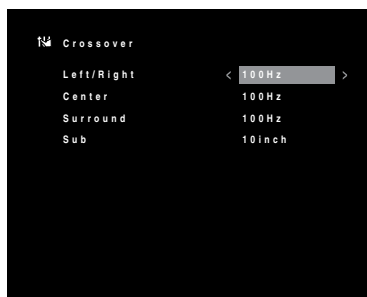 Crossover
Left/Right < 100Hz >
Center 100Hz
Surround 100Hz
Sub 10inch